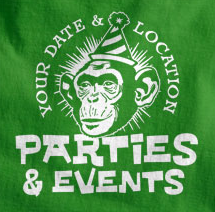 YOUR DATE & LOCATION
PARTIES
& EVENTS